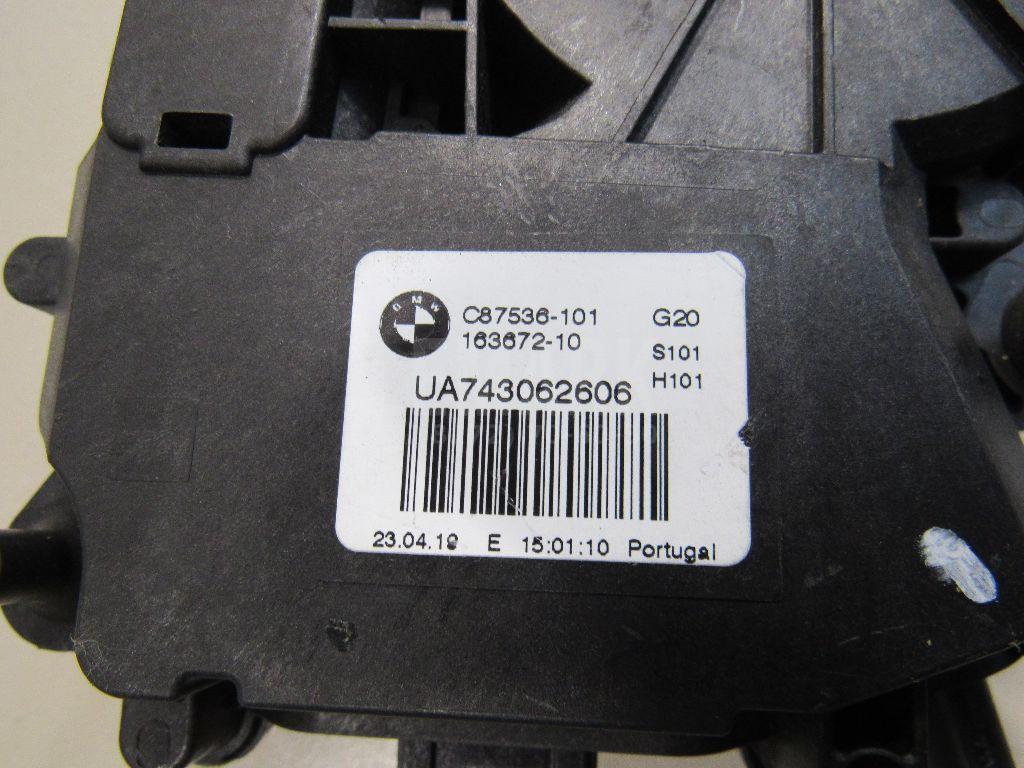 BMW
C87536-101 G20
163672-10 S101
H101
UA743062606
23.04.19 E 15:01:10 Portugal